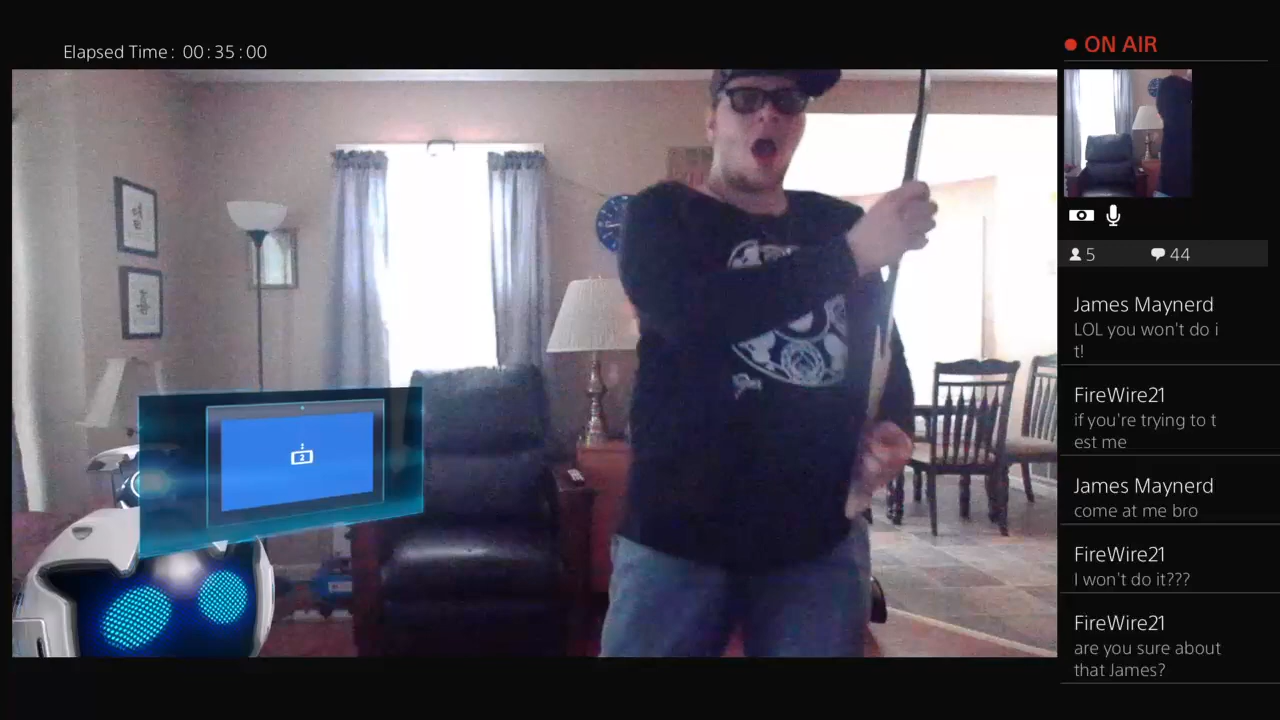 Elapsed Time: 00:35:00
ON AIR
5
44
James Maynerd
LOL you won't do i
t!
FireWire21
if you're trying to t
est me
James Maynerd
come at me bro
FireWire21
I won't do it???
FireWire21
are you sure about
that James?